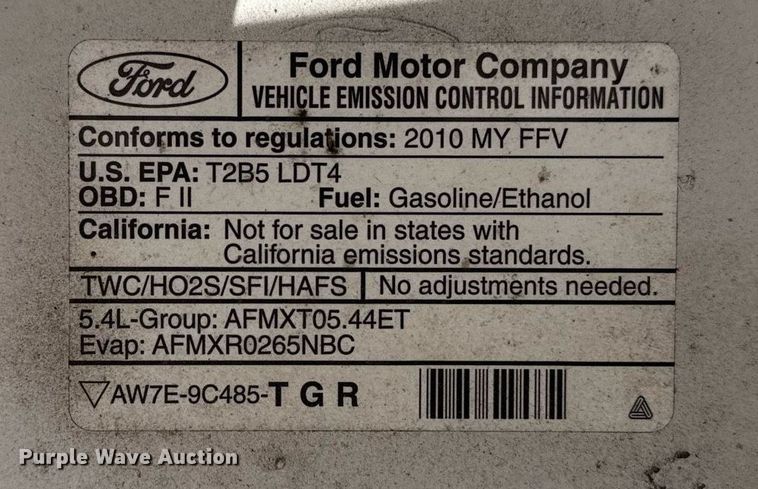 Ford
Ford Motor Company
VEHICLE EMISSION CONTROL INFORMATION
Conforms to regulations: 2010 MY FFV
U.S. EPA: T2B5 LDT4
OBD: F II Fuel: Gasoline/Ethanol
California: Not for sale in states with
California emissions standards.
TWC/HO2S/SFI/HAFS No adjustments needed.
5.4L-Group: AFMXT05.44ET
Evap: AFMXR0265NBC
AW7E-9C485-TGR
Purple Wave Auction